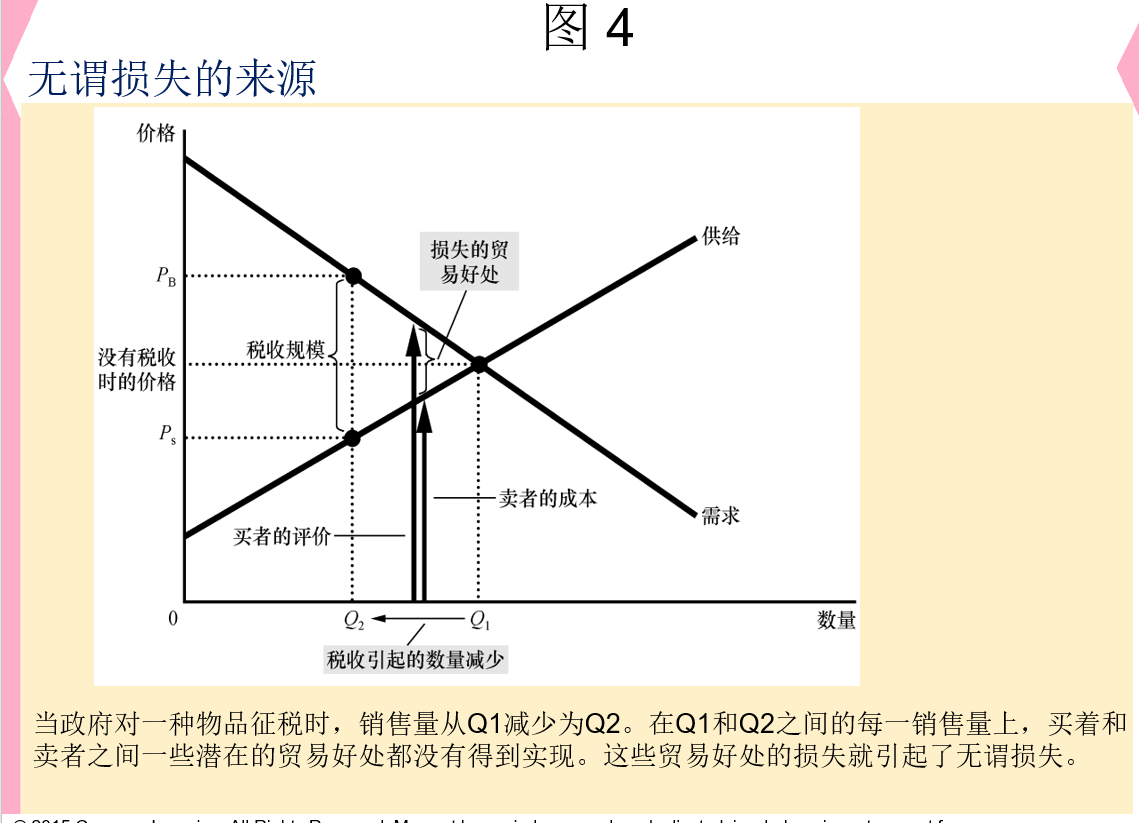 图 4
无谓损失的来源
价格
供给
损失的贸
易好处
P_B
税收规模
没有税收
时的价格
P_s
卖者的成本
需求
买者的评价
0
Q_2
Q_1
数量
税收引起的数量减少
当政府对一种物品征税时，销售量从Q1减少为Q2。在Q1和Q2之间的每一销售量上，买着和
卖者之间一些潜在的贸易好处都没有得到实现。这些贸易好处的损失就引起了无谓损失。